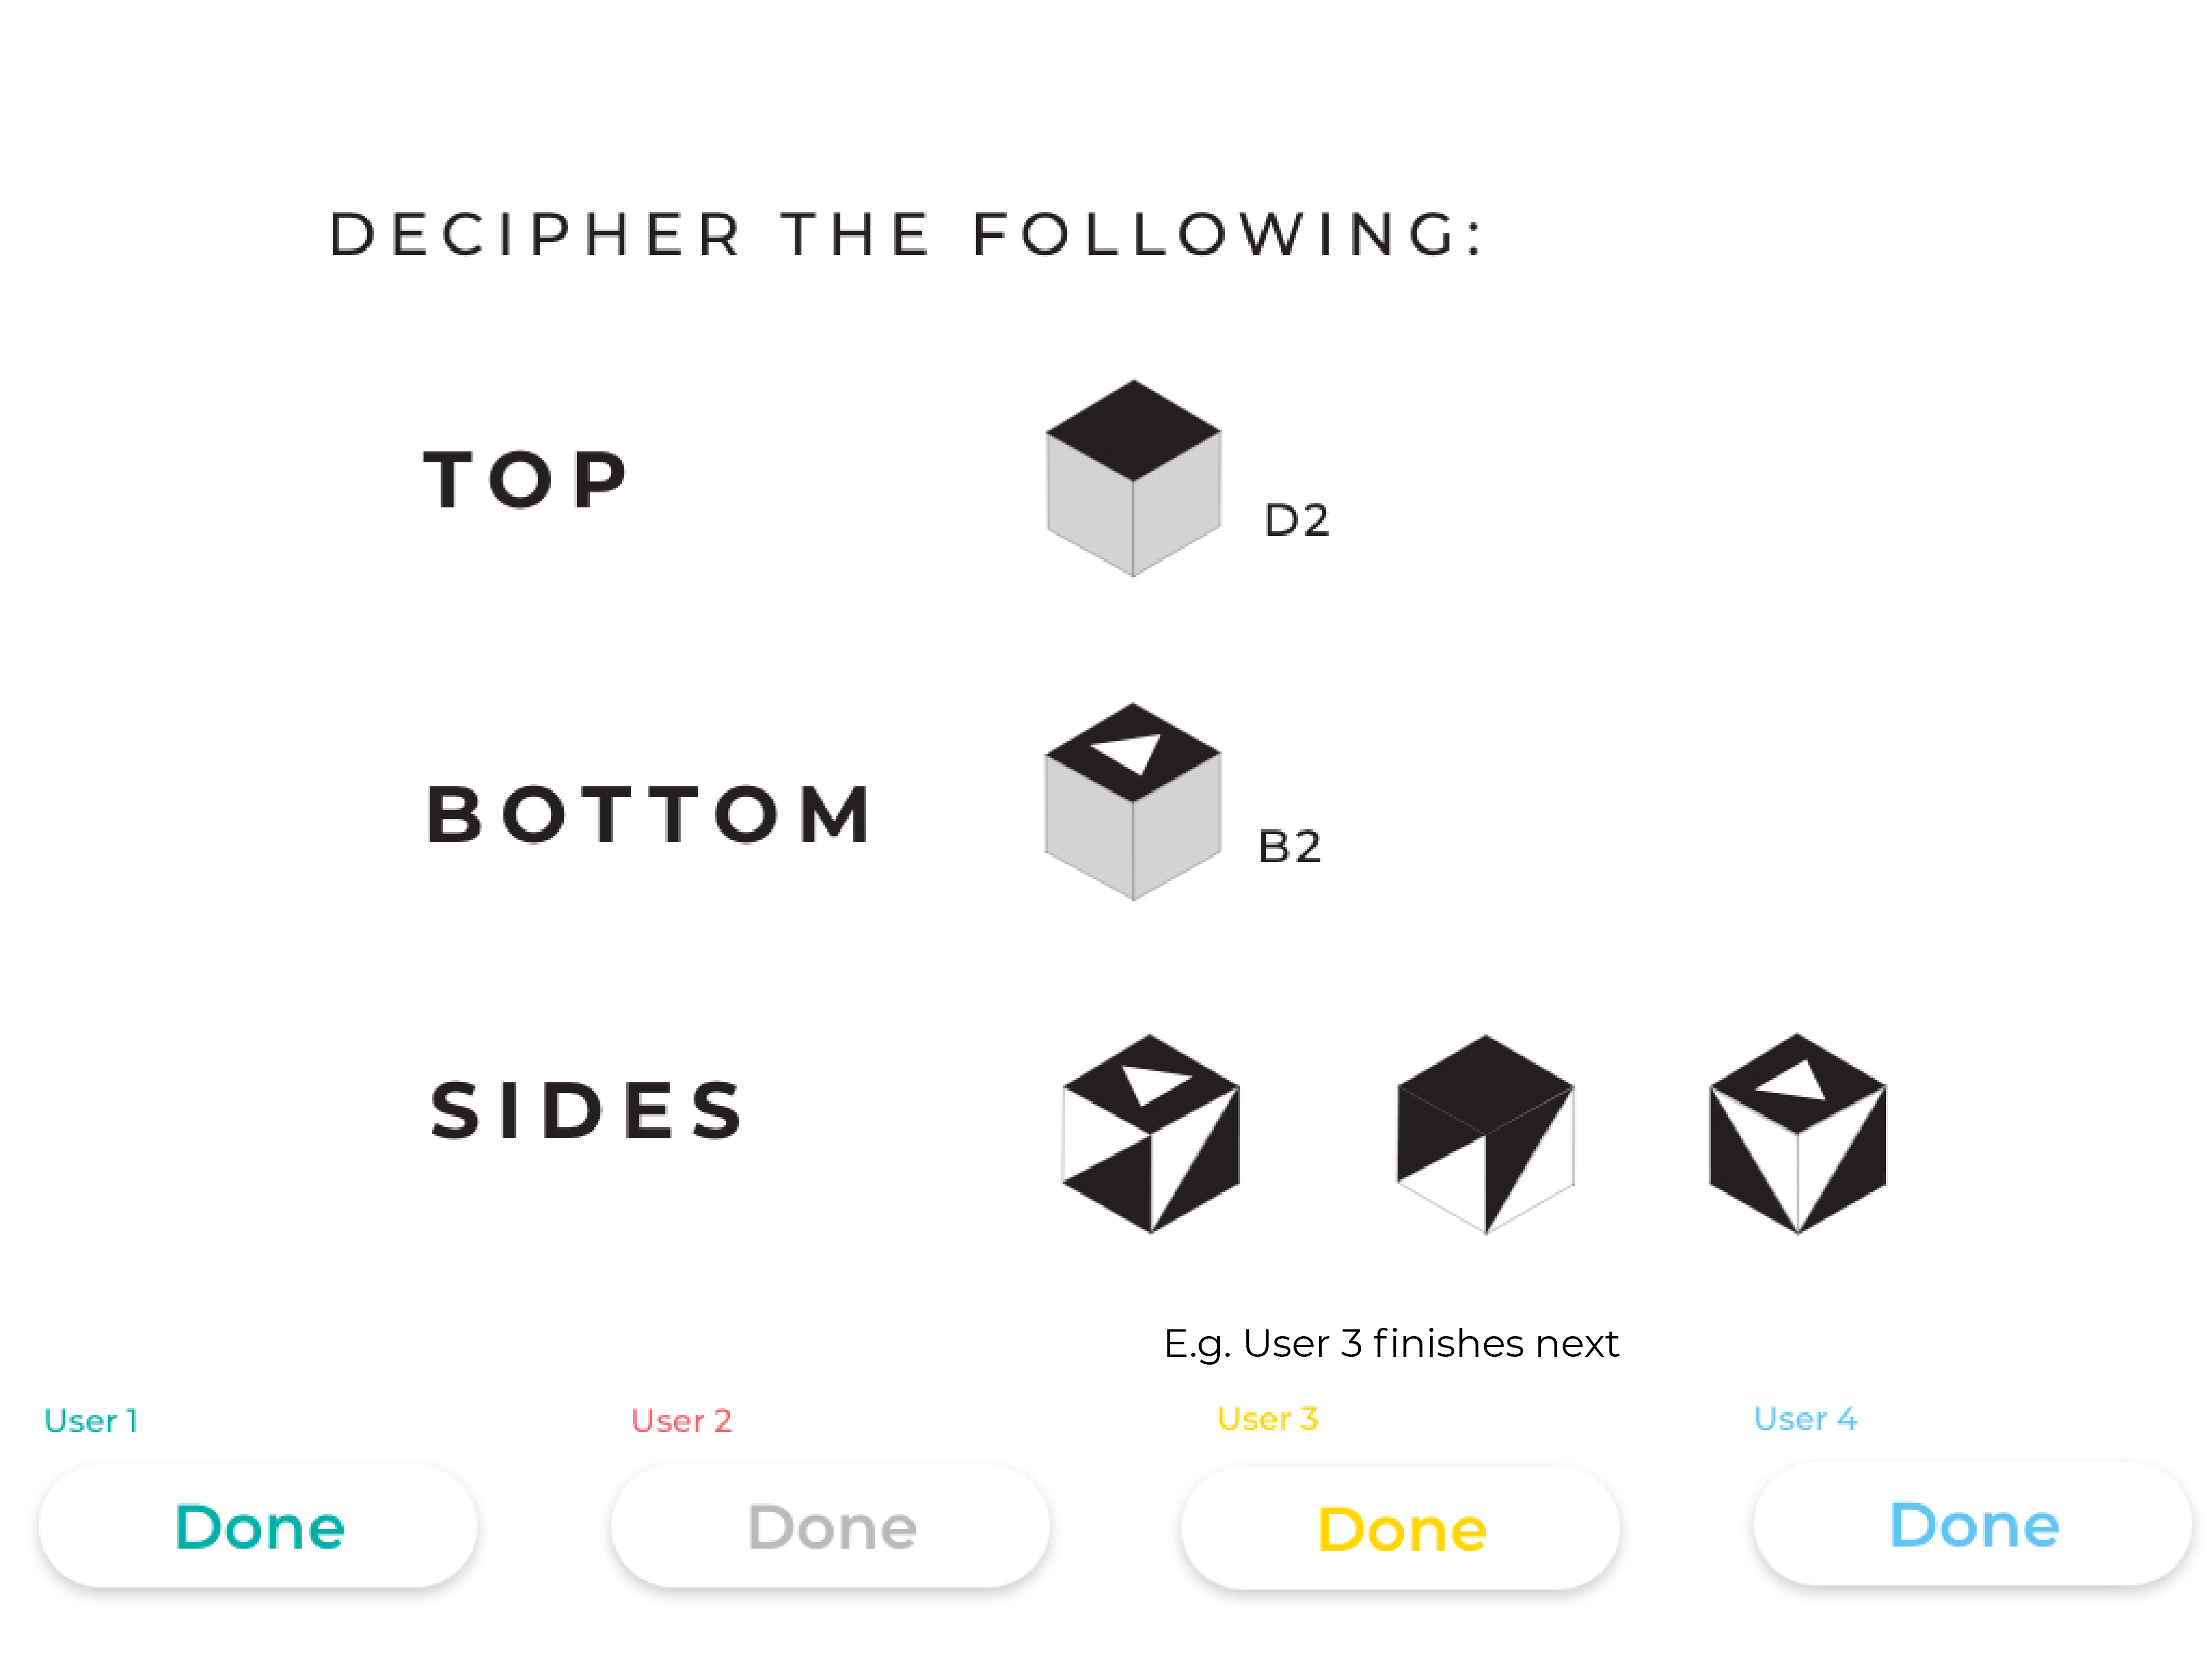 DECIPHER THE FOLLOWING:
TOP
D2
BOTTOM
B2
SIDES
E.g. User 3 finishes next
User 1
User 2
User 3
User 4
Done
Done
Done
Done